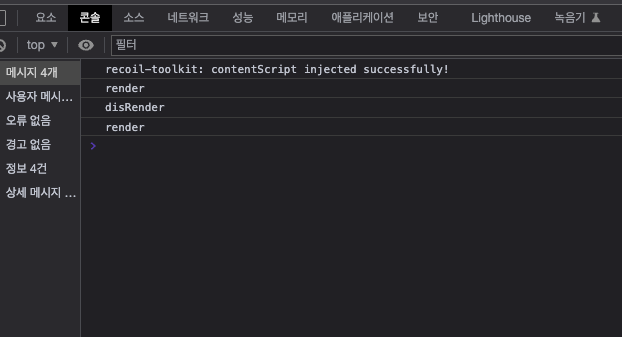 요소 콘솔 소스 네트워크 성능 메모리 애플리케이션 보안 Lighthouse 녹음기
top ▼ 필터
메시지 4개
사용자 메시...
오류 없음
경고 없음
정보 4건
상세 메시지 ...
recoil-toolkit: contentScript injected successfully!
render
disRender
render
>